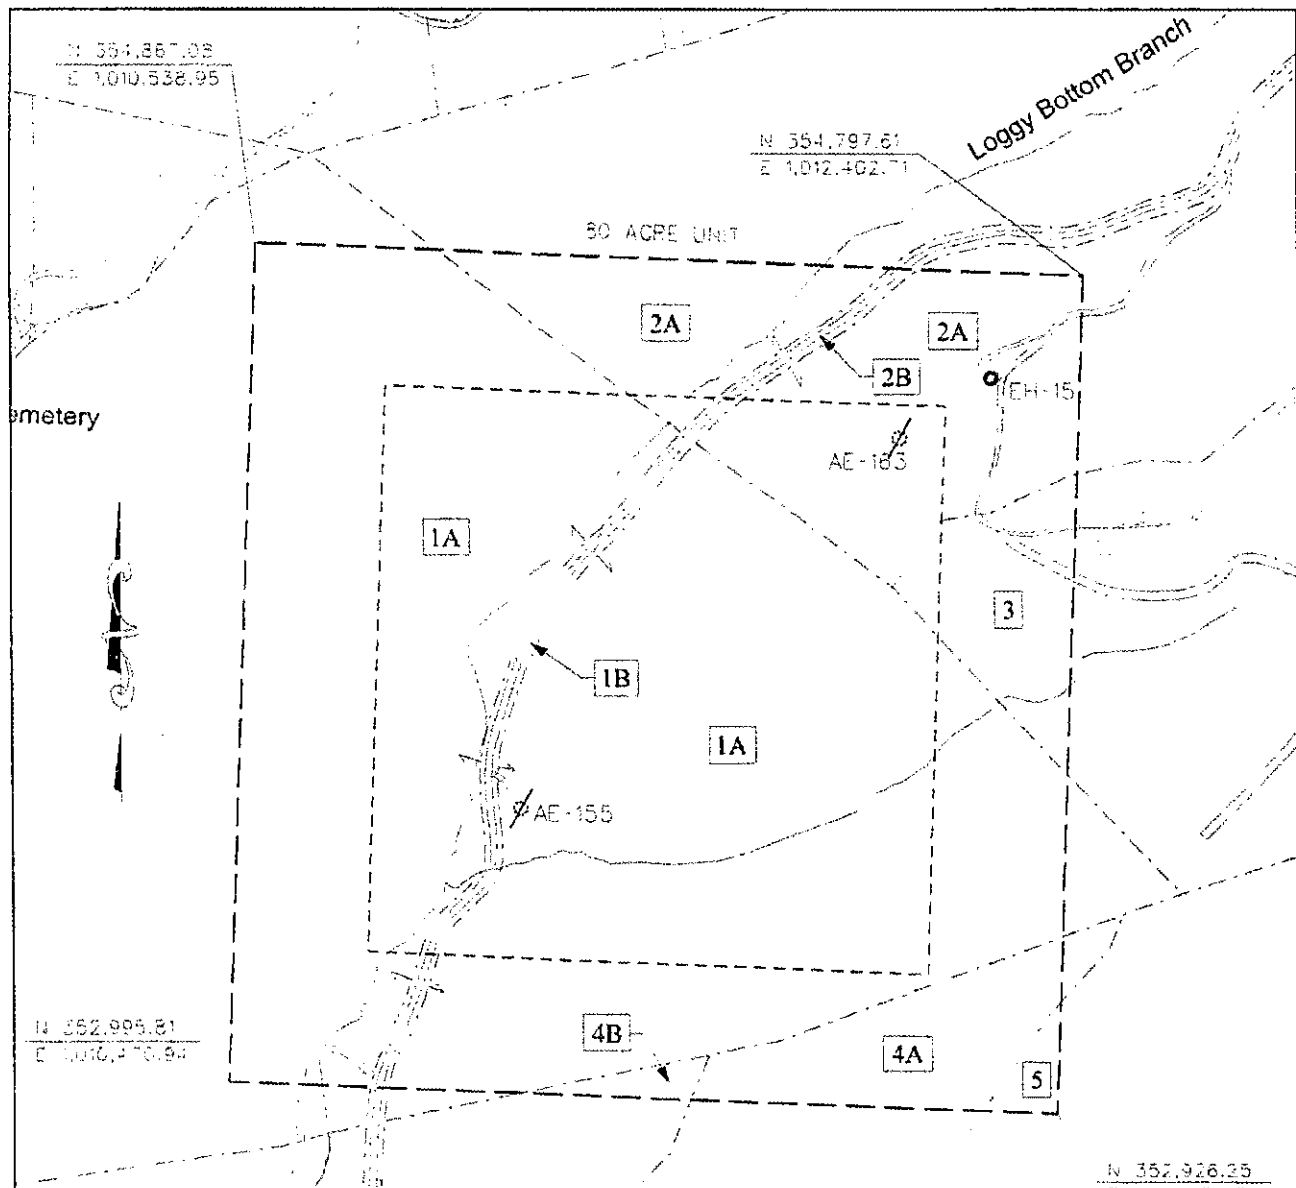 N 354,867.08
E 1,010,538.95
Loggy Bottom Branch
N 354,797.61
E 1,012,402.71
80 ACRE UNIT
2A
2A
2B
EH-15
emetery
AE-163
1A
3
1B
1A
AE-155
N 352,995.81
4B
4A
5
N 352,926.25